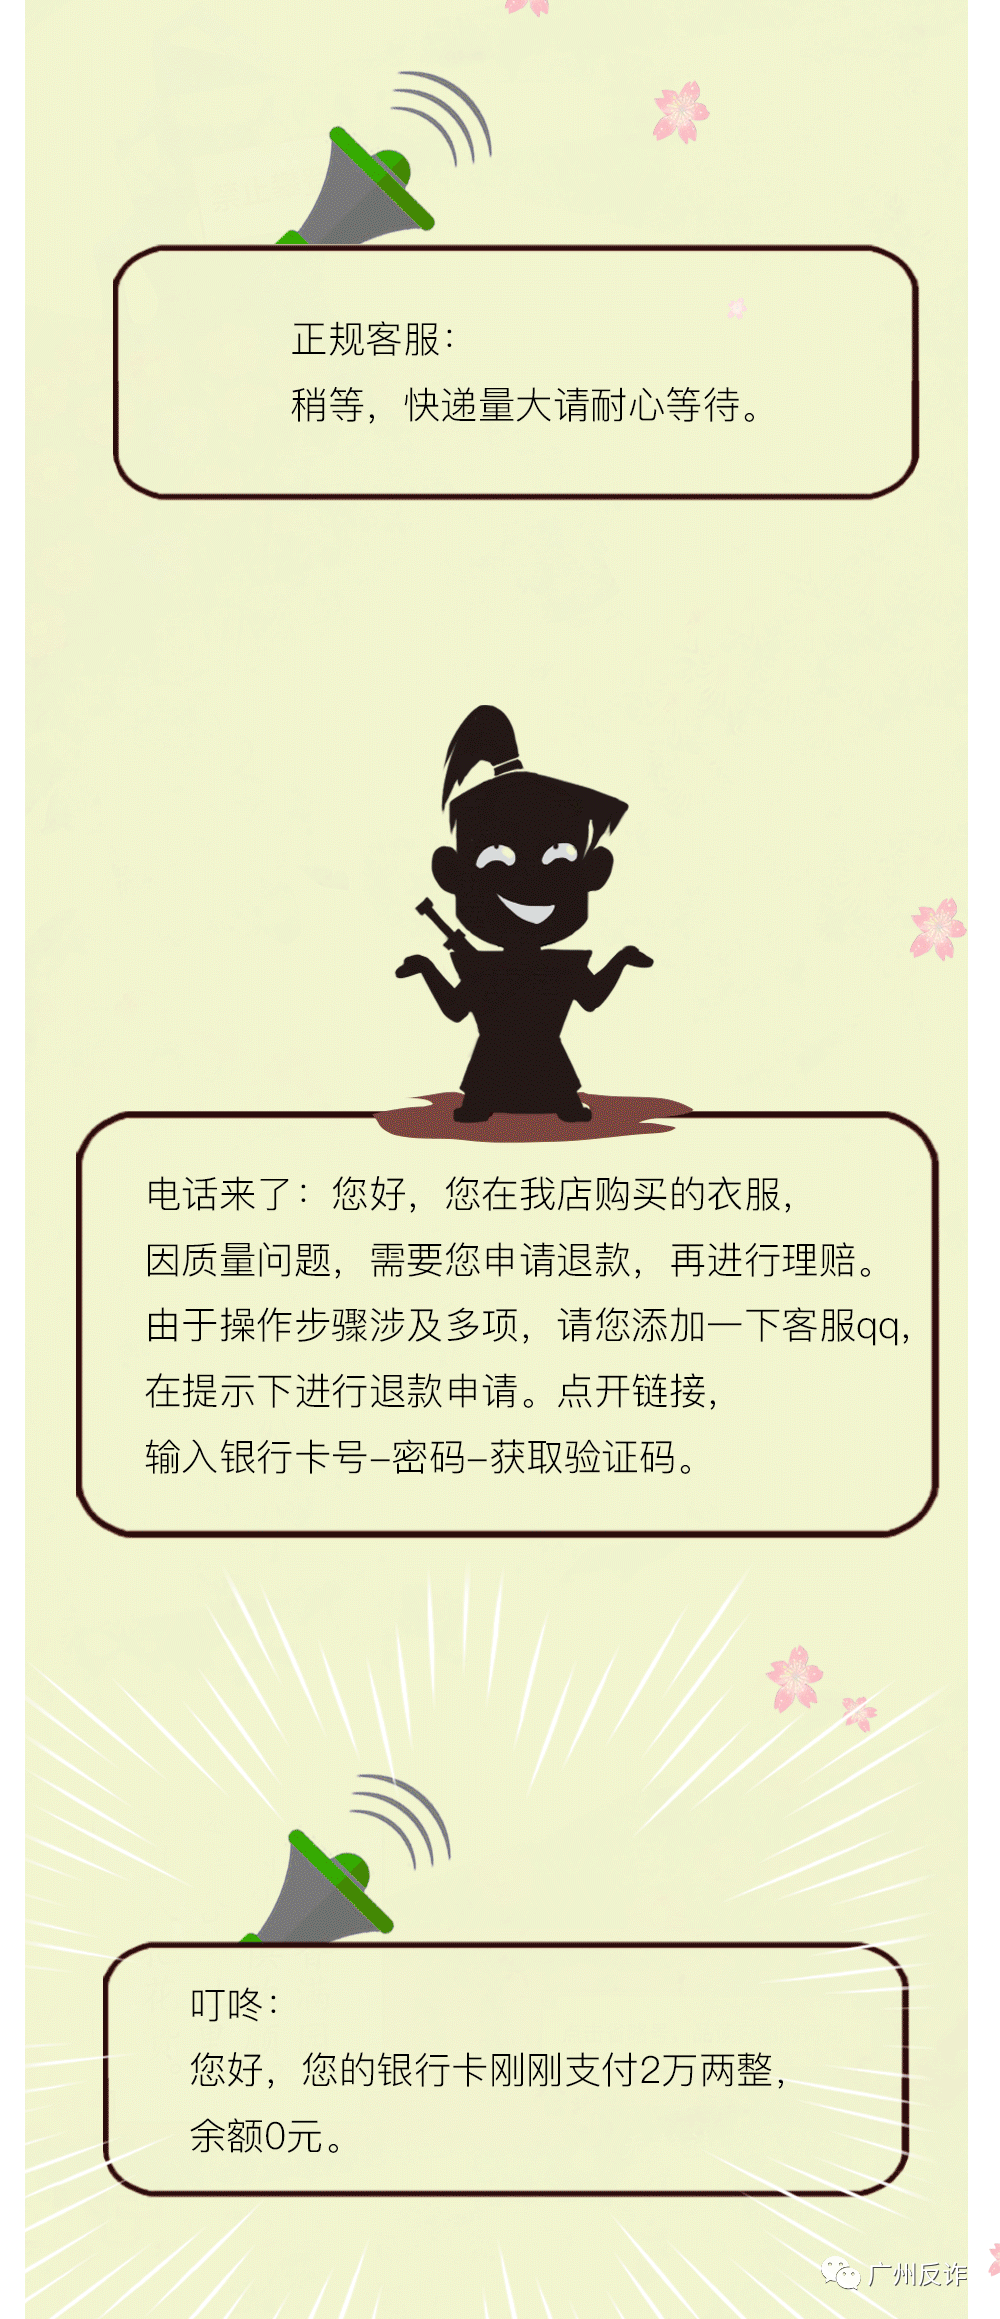 正规客服：
稍等，快递量大请耐心等待。
电话来了：您好，您在我店购买的衣服，
因质量问题，需要您申请退款，再进行理赔。
由于操作步骤涉及多项，请您添加一下客服qq，
在提示下进行退款申请。点开链接，
输入银行卡号-密码-获取验证码。
叮咚：
您好，您的银行卡刚刚支付2万两整，
余额0元。
广州反诈